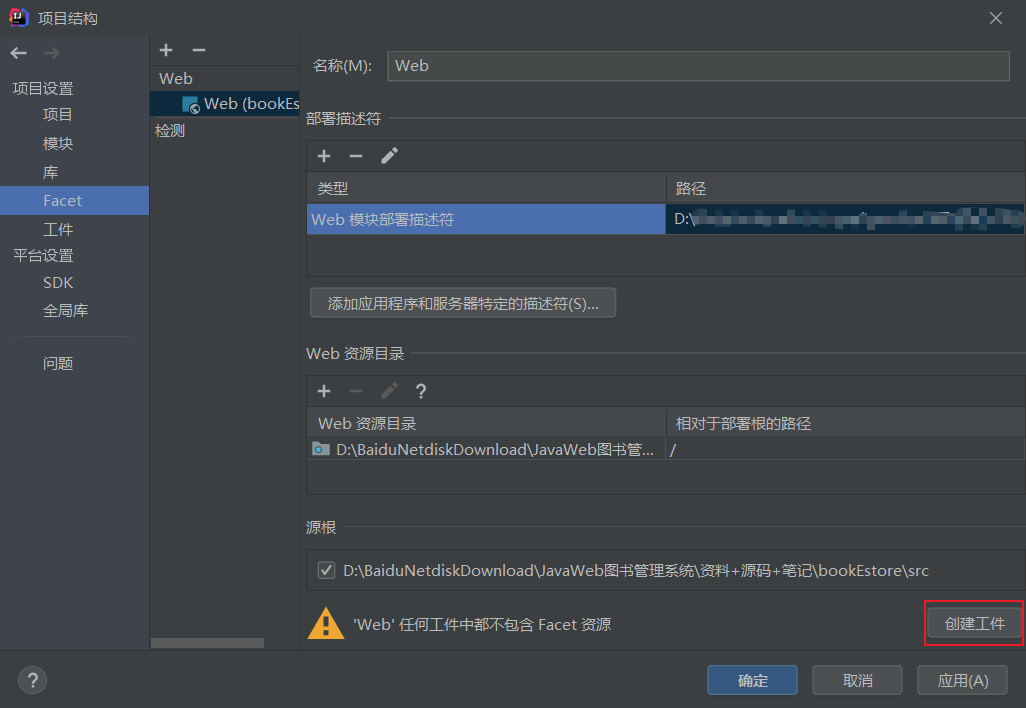 项目结构
项目设置
项目
模块
库
Facet
工件
平台设置
SDK
全局库
问题
Web
Web (bookEs
检测
名称(M): Web
部署描述符
类型 路径
Web 模块部署描述符 D:\
添加应用程序和服务器特定的描述符(S)...
Web 资源目录
Web 资源目录 相对于部署根的路径
D:\BaiduNetdiskDownload\JavaWeb图书管... /
源根
D:\BaiduNetdiskDownload\JavaWeb图书管理系统\资料+源码+笔记\bookEstore\src
'Web' 任何工件中都不包含 Facet 资源 创建工件
? 确定 取消 应用(A)